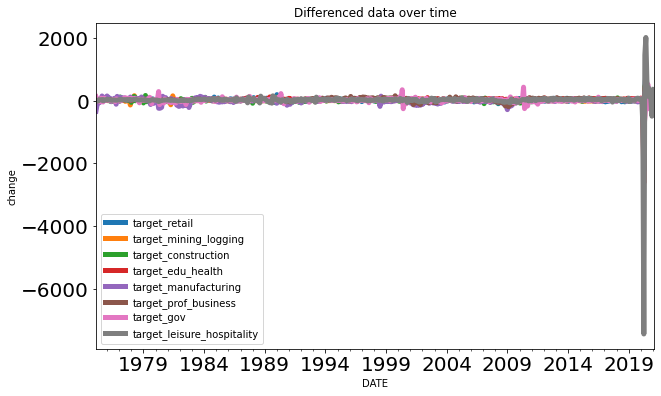 Differenced data over time
change
2000
0
−2000
−4000
−6000
target_retail
target_mining_logging
target_construction
target_edu_health
target_manufacturing
target_prof_business
target_gov
target_leisure_hospitality
1979 1984 1989 1994 1999 2004 2009 2014 2019
DATE